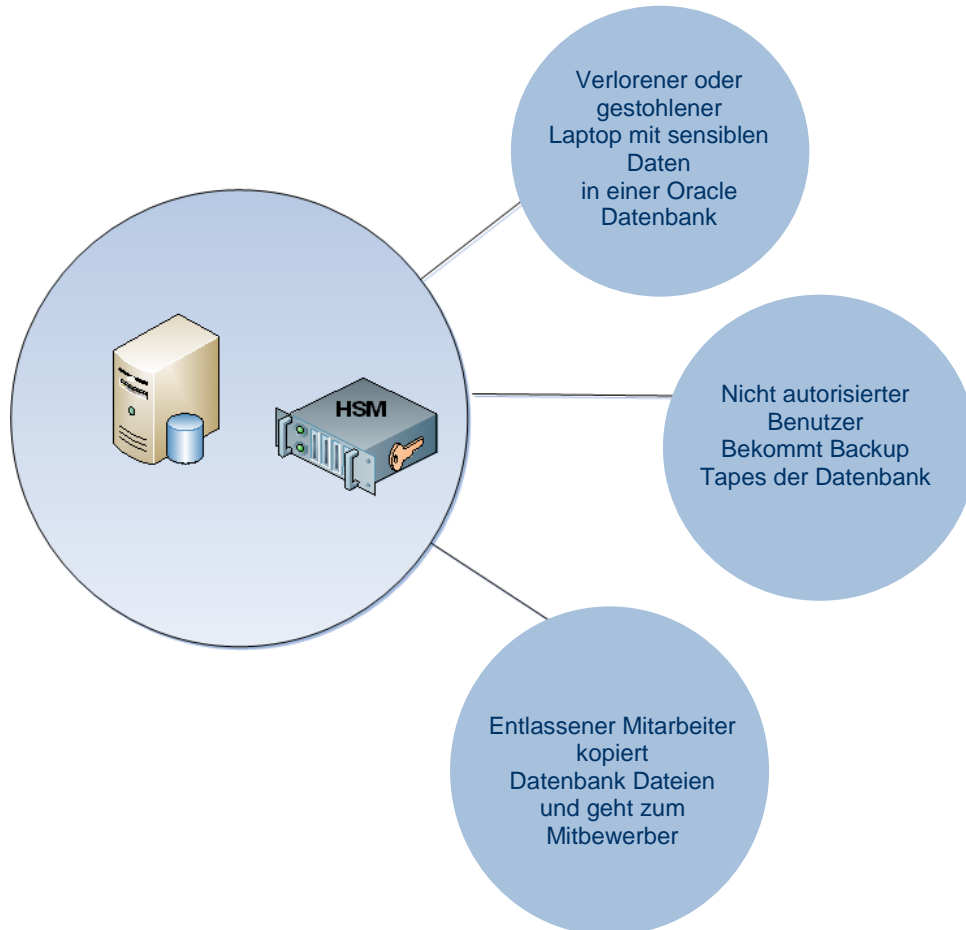 Verlorener oder
gestohlener
Laptop mit sensiblen
Daten
in einer Oracle
Datenbank
HSM
Nicht autorisierter
Benutzer
Bekommt Backup
Tapes der Datenbank
Entlassener Mitarbeiter
kopiert
Datenbank Dateien
und geht zum
Mitbewerber